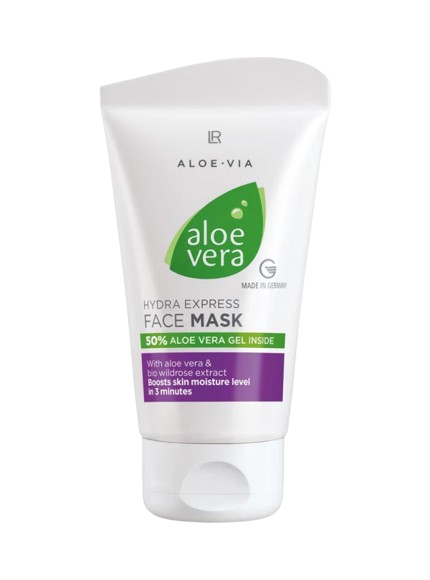 LR
ALOE•VIA
aloe
vera
MADE IN GERMANY
HYDRA EXPRESS
FACE MASK
50% ALOE VERA GEL INSIDE
With aloe vera &
bio wildrose extract
Boosts skin moisture level
in 3 minutes